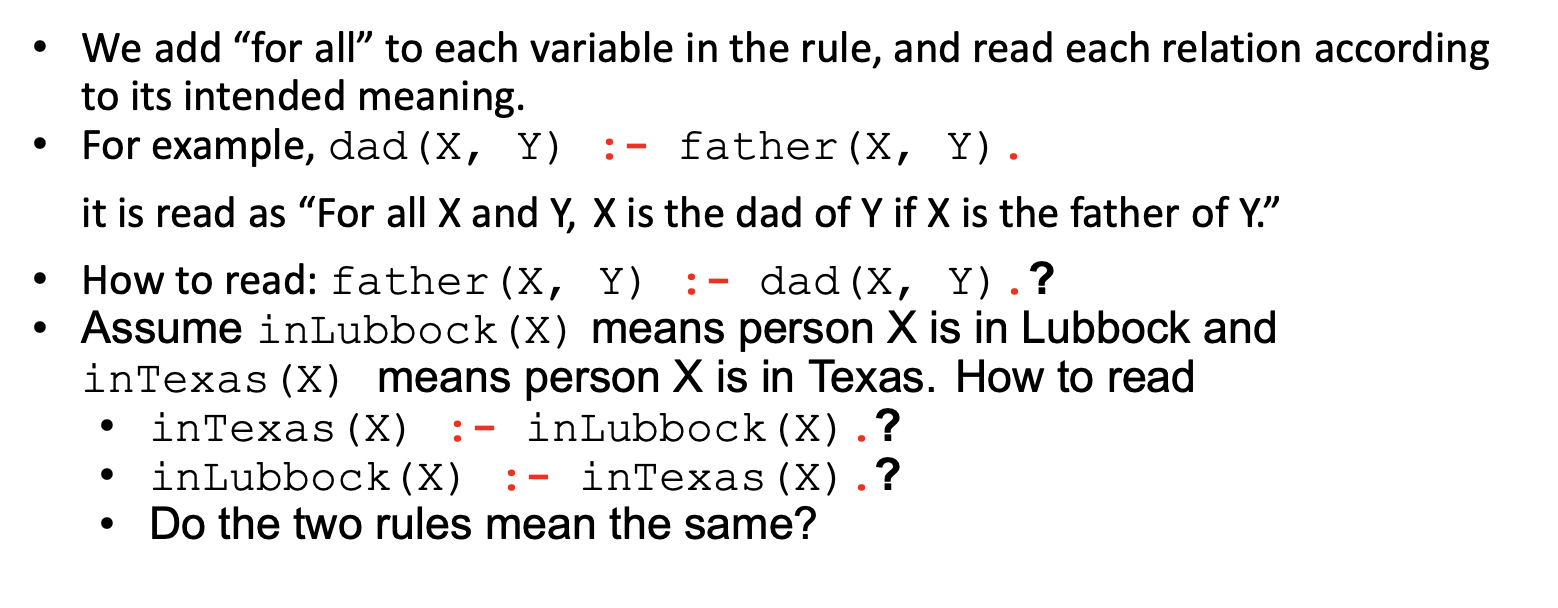 • We add “for all” to each variable in the rule, and read each relation according
to its intended meaning.
• For example, dad(X, Y) :- father(X, Y).
it is read as “For all X and Y, X is the dad of Y if X is the father of Y.”
• How to read: father(X, Y) :- dad(X, Y).?
• Assume inLubbock(X) means person X is in Lubbock and
inTexas(X) means person X is in Texas. How to read
• inTexas(X) :- inLubbock(X).?
• inLubbock(X) :- inTexas(X).?
• Do the two rules mean the same?